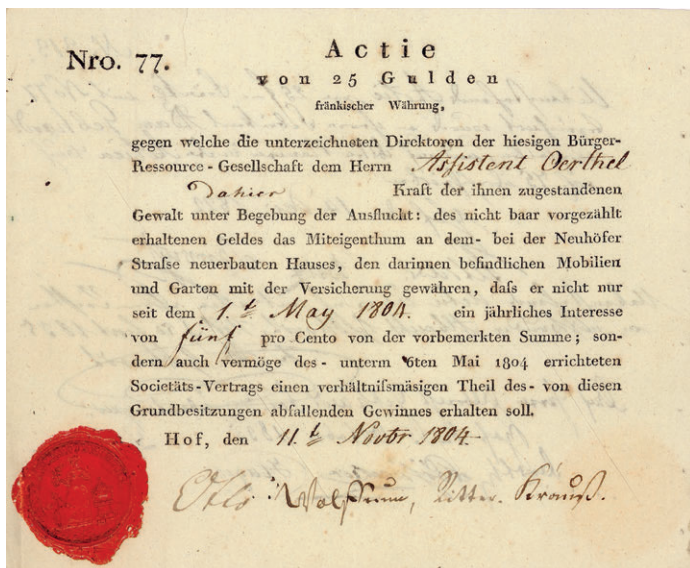 Nro. 77.
Actie
von 25 Gulden
fränkischer Währung,
gegen welche die unterzeichneten Direktoren der hiesigen Bürger-
Ressource-Gesellschaft dem Herrn Assistent Oerthel
Dahier Kraft der ihnen zugestandenen
Gewalt unter Begebung der Ausflucht: des nicht baar vorgezählt
erhaltenen Geldes das Miteigenthum an dem- bei der Neuhöfer
Strafse neuerbauten Hauses, den darinnen befindlichen Mobilien
und Garten mit der Versicherung gewähren, dafs er nicht nur
seit dem 1.t May 1804. ein jährliches Interesse
von fünf pro Cento von der vorbemerkten Summe; son-
dern auch vermöge des- unterm 6ten Mai 1804 errichteten
Societäts-Vertrags einen verhältnifsmäsigen Theil des- von diesen
Grundbesitzungen abfallenden Gewinnes erhalten soll.
Hof, den 11.t Novbr 1804.
Ritter. Krauß.